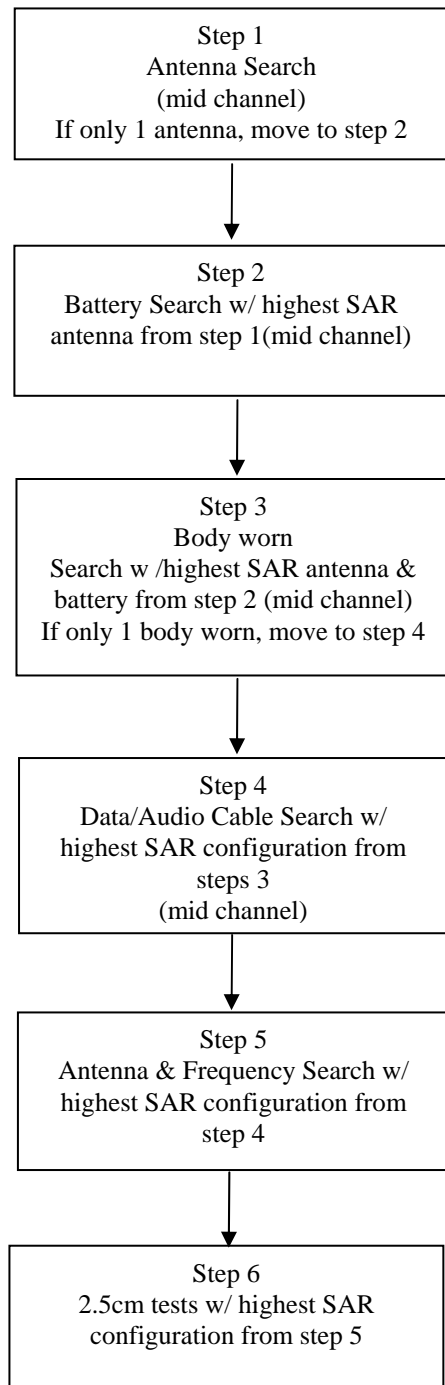 Step 1
Antenna Search
(mid channel)
If only 1 antenna, move to step 2
Step 2
Battery Search w/ highest SAR
antenna from step 1(mid channel)
Step 3
Body worn
Search w /highest SAR antenna &
battery from step 2 (mid channel)
If only 1 body worn, move to step 4
Step 4
Data/Audio Cable Search w/
highest SAR configuration from
steps 3
(mid channel)
Step 5
Antenna & Frequency Search w/
highest SAR configuration from
step 4
Step 6
2.5cm tests w/ highest SAR
configuration from step 5